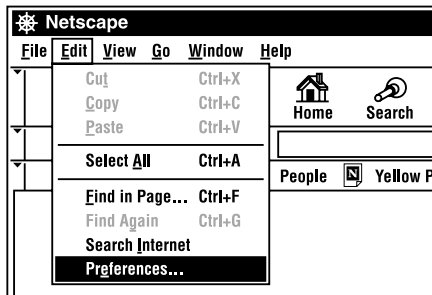 Netscape
File Edit View Go Window Help
Cut Ctrl+X
Copy Ctrl+C
Paste Ctrl+V
Select All Ctrl+A
Find in Page... Ctrl+F
Find Again Ctrl+G
Search Internet
Preferences...
Home Search
People N Yellow P